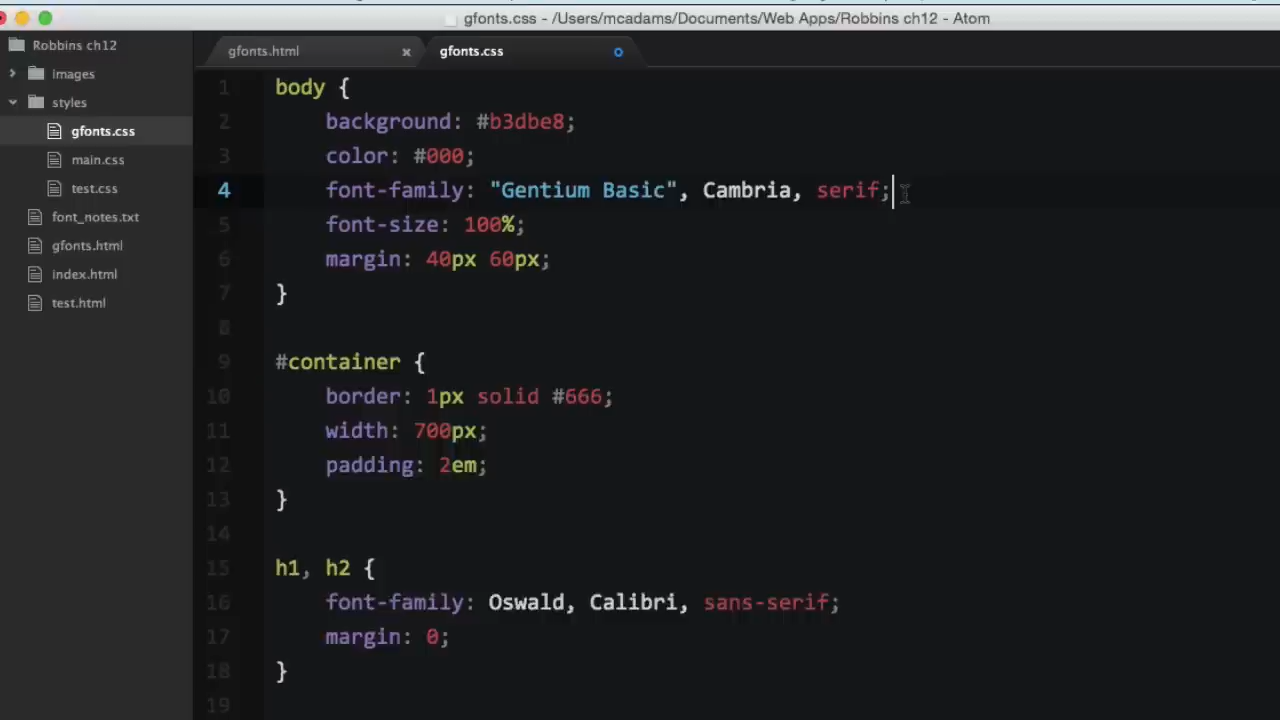 gfonts.css - /Users/mcadams/Documents/Web Apps/Robbins ch12 - Atom
Robbins ch12
images
styles
gfonts.css
main.css
test.css
font_notes.txt
gfonts.html
index.html
test.html
gfonts.html x
gfonts.css
1 body {
2 background: #b3dbe8;
3 color: #000;
4 font-family: "Gentium Basic", Cambria, serif;
5 font-size: 100%;
6 margin: 40px 60px;
7 }
8
9 #container {
10 border: 1px solid #666;
11 width: 700px;
12 padding: 2em;
13 }
14
15 h1, h2 {
16 font-family: Oswald, Calibri, sans-serif;
17 margin: 0;
18 }
19